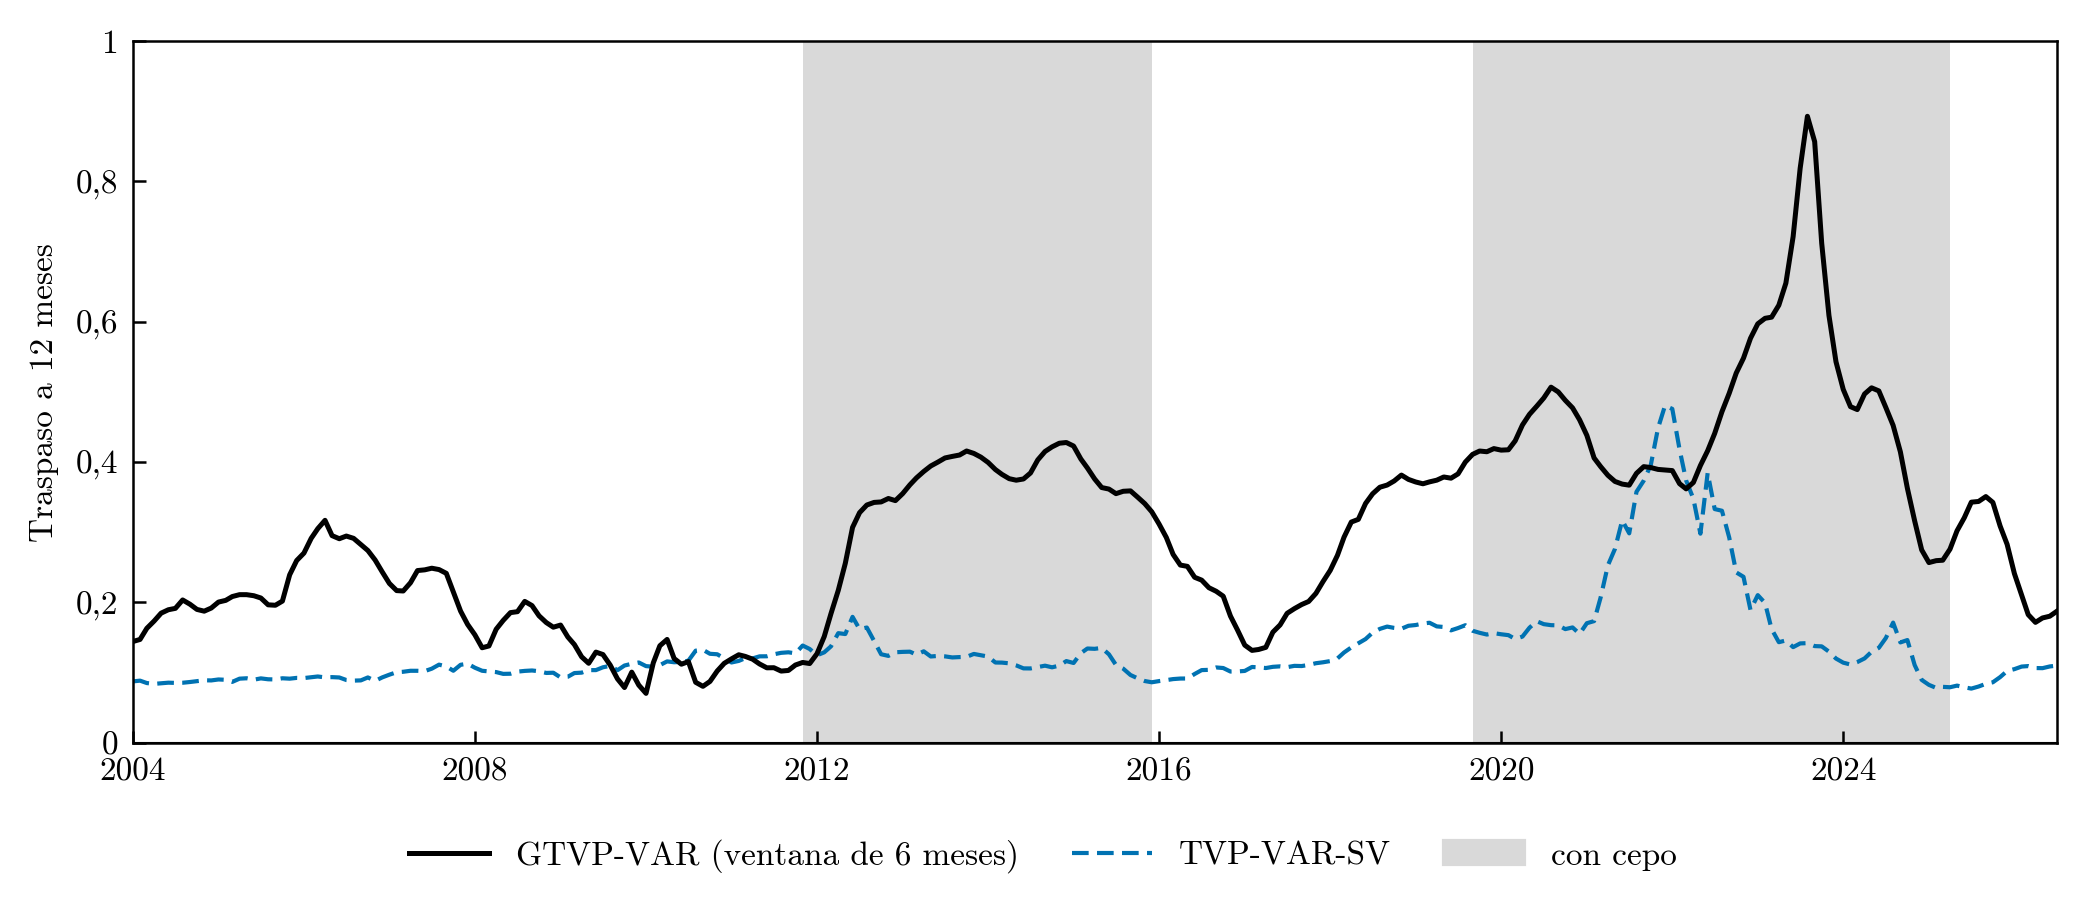 1
0,8
0,6
0,4
0,2
0
Traspaso a 12 meses
2004 2008 2012 2016 2020 2024
GTVP-VAR (ventana de 6 meses) TVP-VAR-SV con cepo